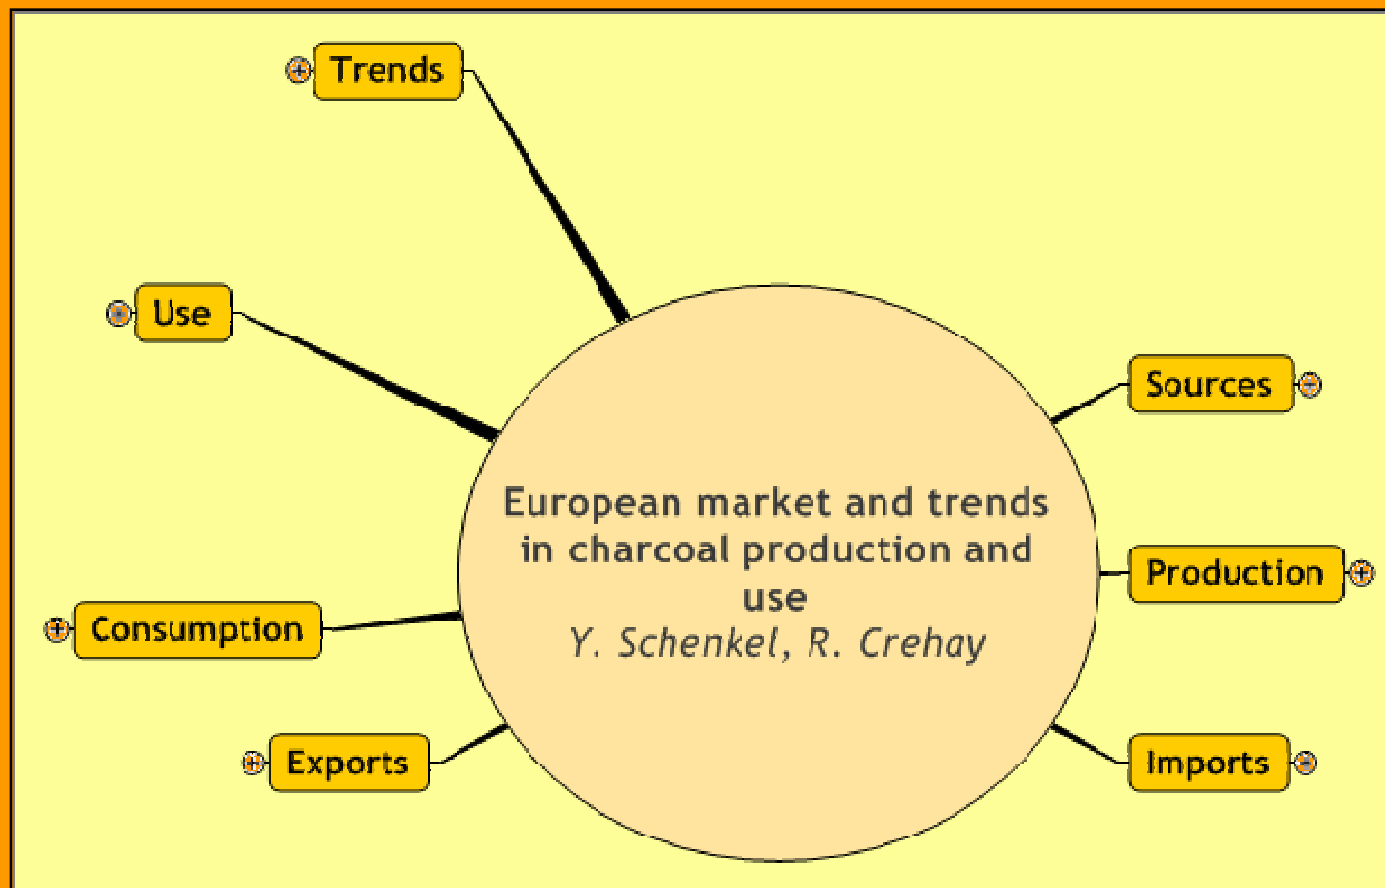 Trends
Use
Sources
European market and trends
in charcoal production and
use
Y. Schenkel, R. Crehay
Production
Consumption
Exports
Imports